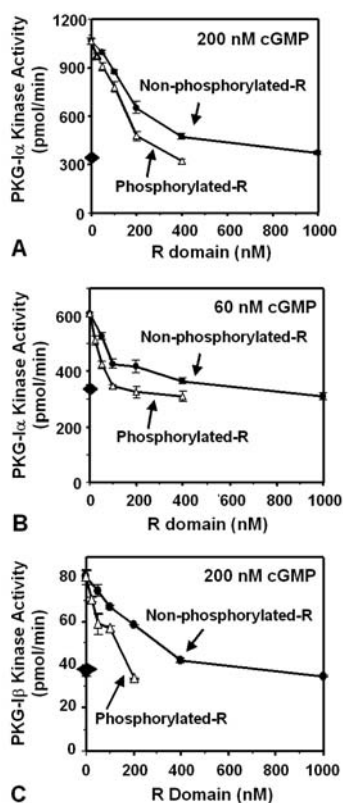 1200
200 nM cGMP
900
Non-phosphorylated-R
600
300
Phosphorylated-R
0
PKG-Iα Kinase Activity
(pmol/min)
0 200 400 600 800 1000
R domain (nM)
A
60 nM cGMP
600
Non-phosphorylated-R
400
200
Phosphorylated-R
0
PKG-Iα Kinase Activity
(pmol/min)
0 200 400 600 800 1000
R domain (nM)
B
80
200 nM cGMP
60
Non-phosphorylated-R
40
20
Phosphorylated-R
0
PKG-Iβ Kinase Activity
(pmol/min)
0 200 400 600 800 1000
R Domain (nM)
C